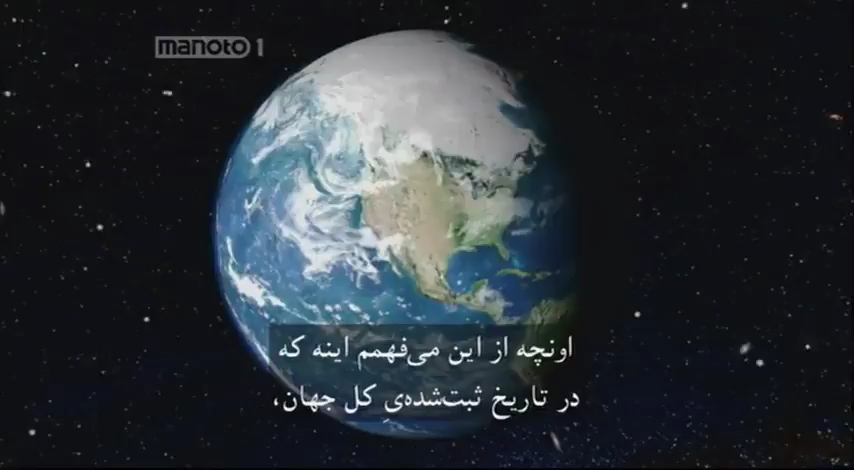 manoto 1
اونچه از این می‌فهمم اینه که
در تاریخ ثبت‌شده‌یِ کل جهان،